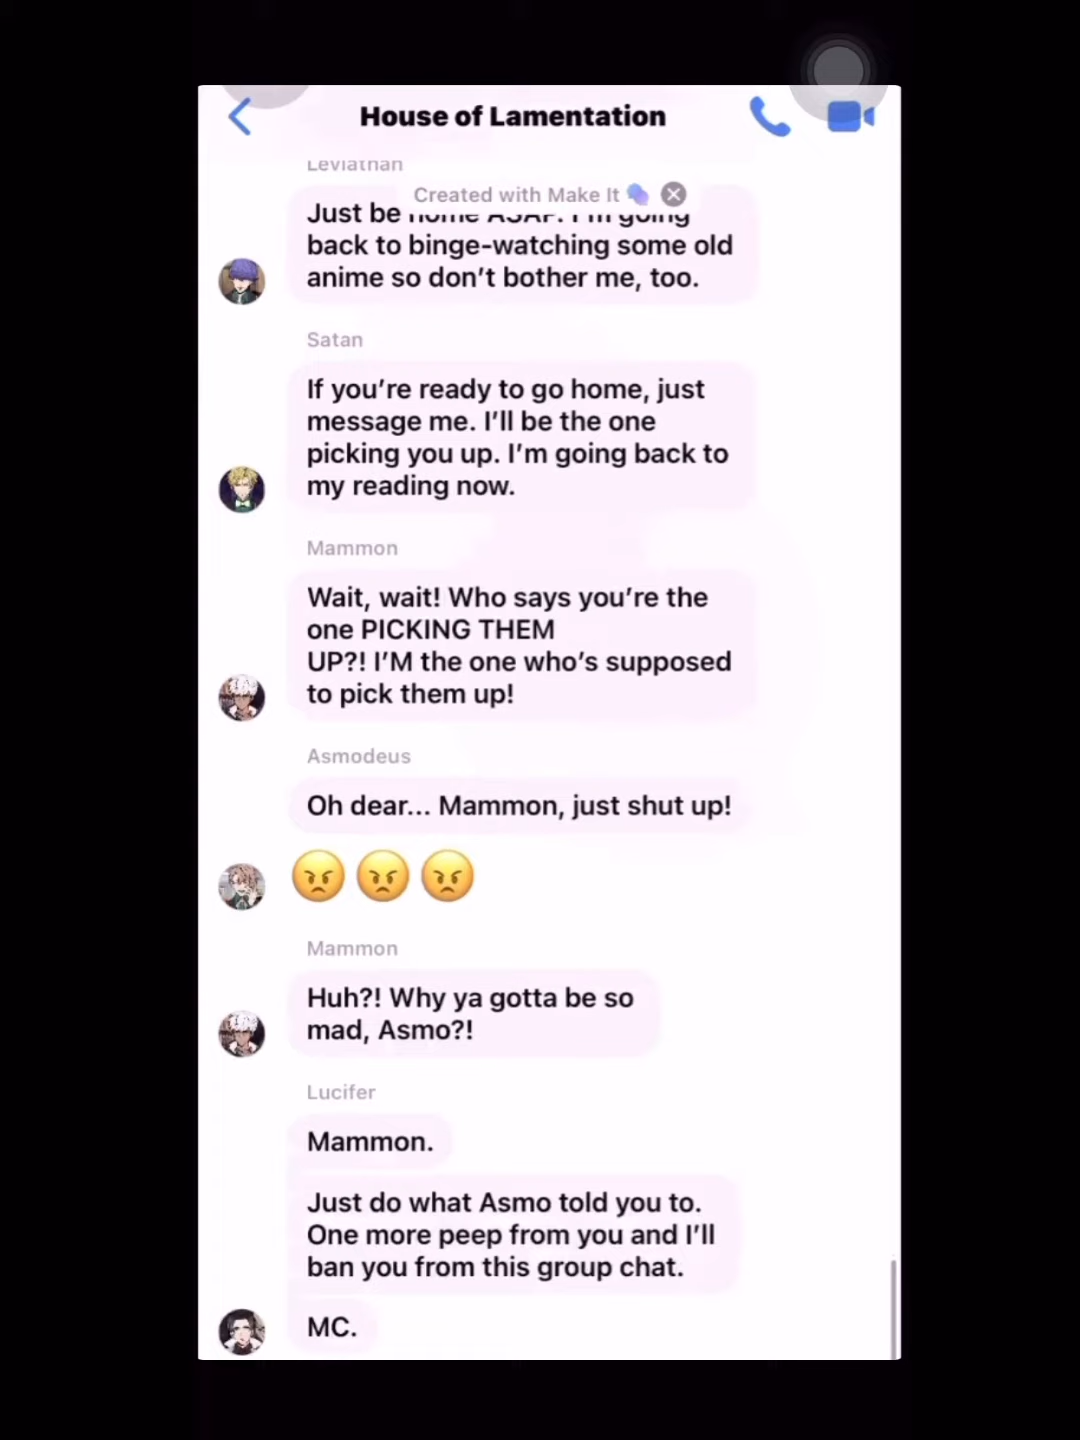 House of Lamentation
Leviathan
Created with Make It
Just be home ASAP. I'm going
back to binge-watching some old
anime so don't bother me, too.
Satan
If you're ready to go home, just
message me. I'll be the one
picking you up. I'm going back to
my reading now.
Mammon
Wait, wait! Who says you're the
one PICKING THEM
UP?! I'M the one who's supposed
to pick them up!
Asmodeus
Oh dear... Mammon, just shut up!
😠 😠 😠
Mammon
Huh?! Why ya gotta be so
mad, Asmo?!
Lucifer
Mammon.
Just do what Asmo told you to.
One more peep from you and I'll
ban you from this group chat.
MC.